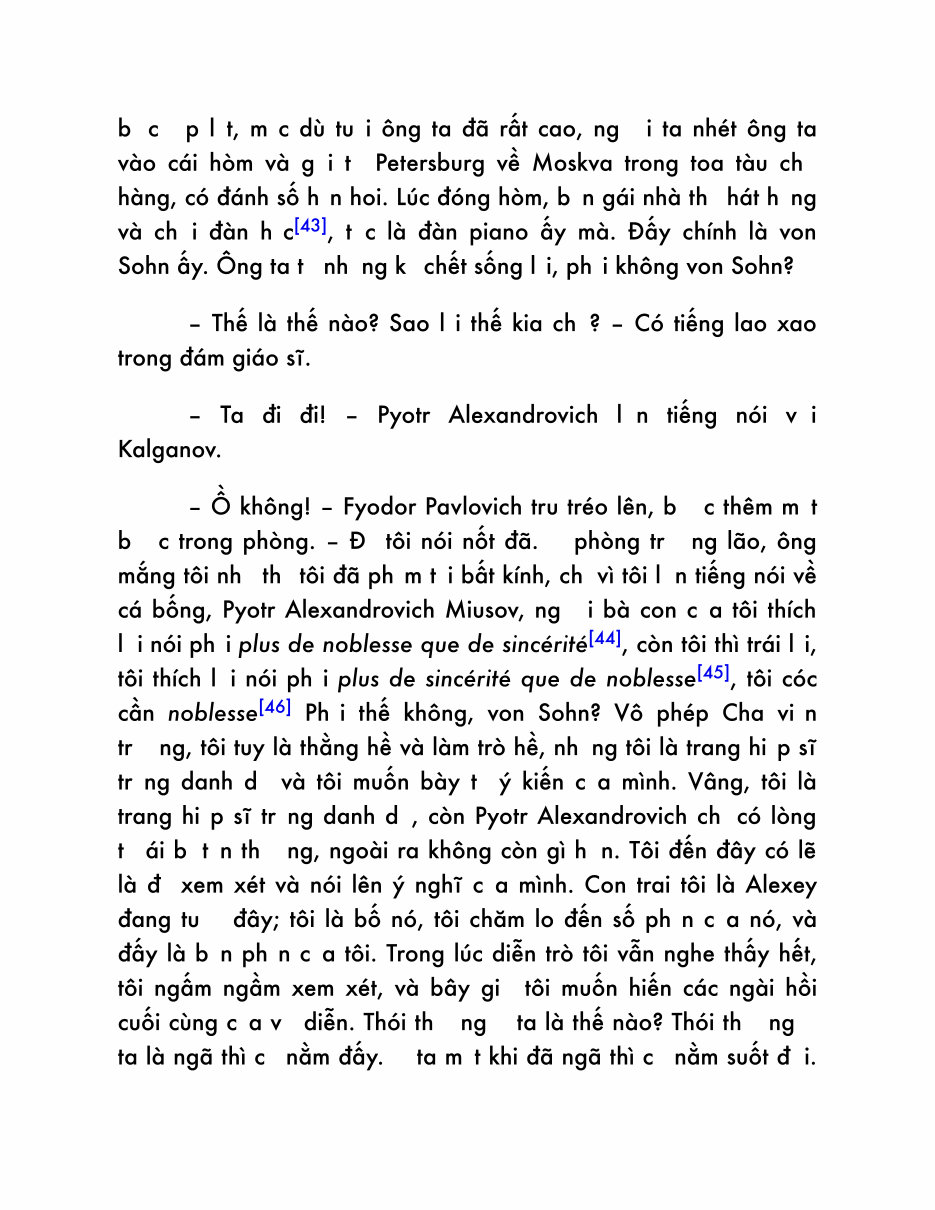 b c p l t, m c dù tu i ông ta đã rất cao, ng i ta nhét ông ta
vào cái hòm và g i t Petersburg về Moskva trong toa tàu ch
hàng, có đánh số h n hoi. Lúc đóng hòm, b n gái nhà th hát h ng
và ch i đàn h c[43], t c là đàn piano ấy mà. Đấy chính là von
Sohn ấy. Ông ta t nh ng k chết sống l i, ph i không von Sohn?
– Thế là thế nào? Sao l i thế kia ch ? – Có tiếng lao xao
trong đám giáo sĩ.
– Ta đi đi! – Pyotr Alexandrovich l n tiếng nói v i
Kalganov.
– Ồ không! – Fyodor Pavlovich tru tréo lên, b c thêm m t
b c trong phòng. – Đ tôi nói nốt đã. phòng tr ng lão, ông
mắng tôi nh th tôi đã ph m t i bất kính, ch vì tôi l n tiếng nói về
cá bống, Pyotr Alexandrovich Miusov, ng i bà con c a tôi thích
l i nói ph i plus de noblesse que de sincérité[44], còn tôi thì trái l i,
tôi thích l i nói ph i plus de sincérité que de noblesse[45], tôi cóc
cần noblesse[46] Ph i thế không, von Sohn? Vô phép Cha vi n
tr ng, tôi tuy là thằng hề và làm trò hề, nh ng tôi là trang hi p sĩ
tr ng danh d và tôi muốn bày t ý kiến c a mình. Vâng, tôi là
trang hi p sĩ tr ng danh d , còn Pyotr Alexandrovich ch có lòng
t ái b t n th ng, ngoài ra không còn gì h n. Tôi đến đây có lẽ
là đ xem xét và nói lên ý nghĩ c a mình. Con trai tôi là Alexey
đang tu đây; tôi là bố nó, tôi chăm lo đến số ph n c a nó, và
đấy là b n ph n c a tôi. Trong lúc diễn trò tôi vẫn nghe thấy hết,
tôi ngấm ngầm xem xét, và bây gi tôi muốn hiến các ngài hồi
cuối cùng c a v diễn. Thói th ng ta là thế nào? Thói th ng
ta là ngã thì c nằm đấy. ta m t khi đã ngã thì c nằm suốt đ i.